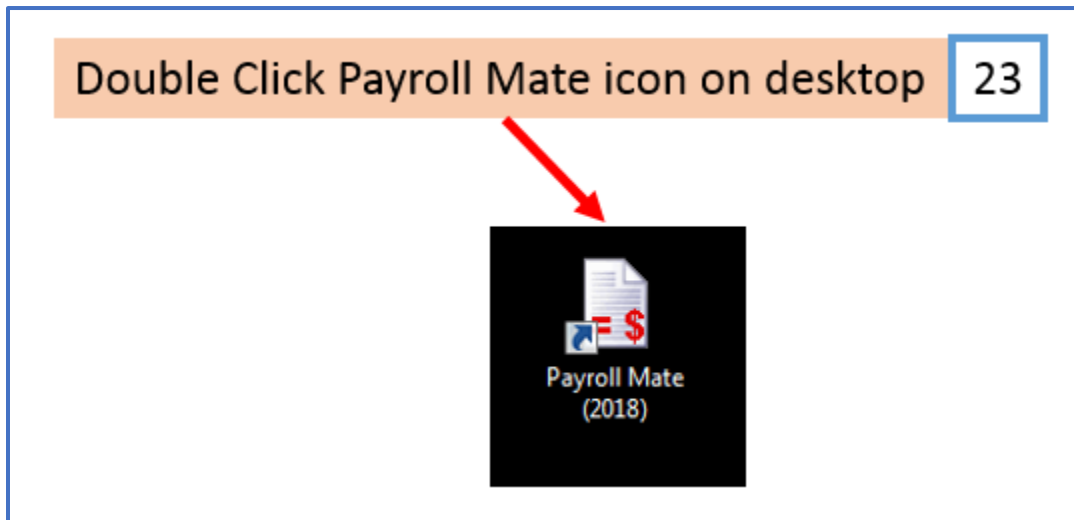 Double Click Payroll Mate icon on desktop 23
= $
Payroll Mate
(2018)